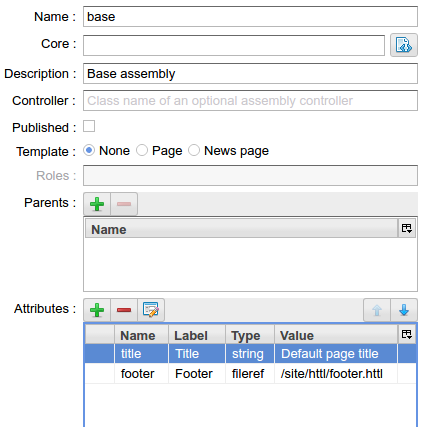 Name : base
Core :
Description : Base assembly
Controller : Class name of an optional assembly controller
Published :
Template : None Page News page
Roles :
Parents :
Name
Attributes :
Name Label Type Value
title Title string Default page title
footer Footer fileref /site/httl/footer.httl